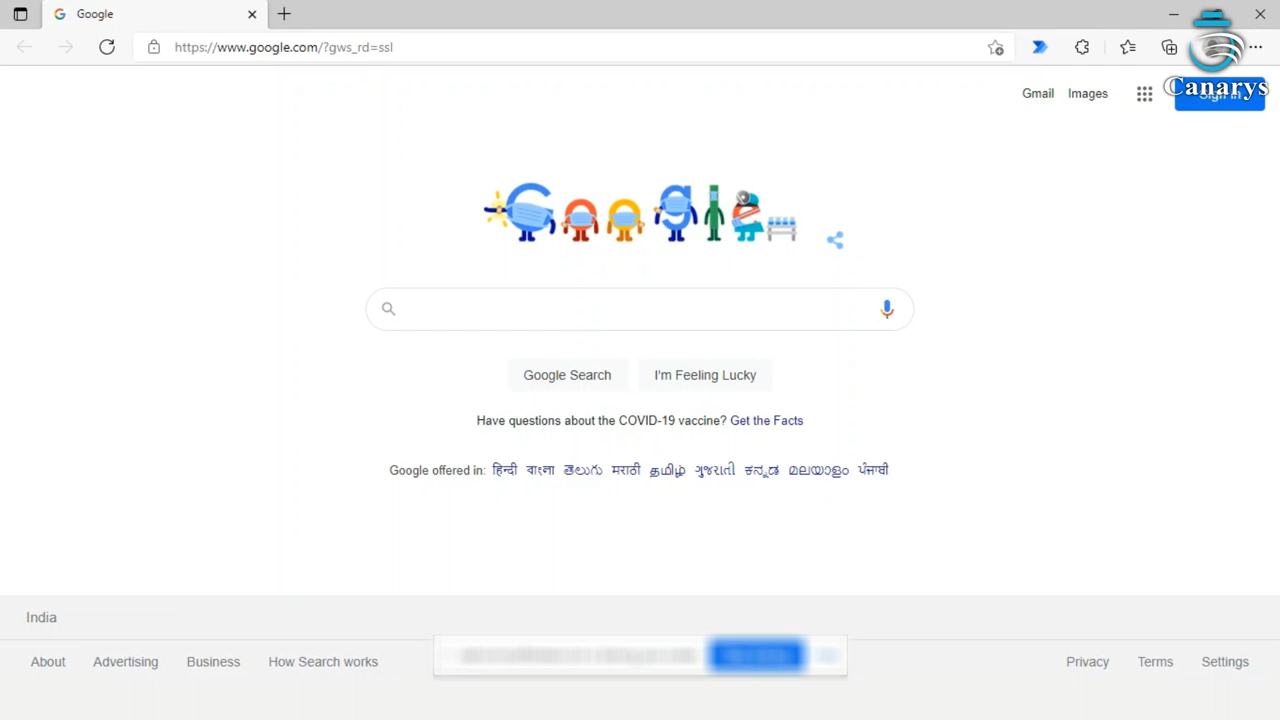 Google
https://www.google.com/?gws_rd=ssl
Canarys
Gmail Images
Google
Google Search I'm Feeling Lucky
Have questions about the COVID-19 vaccine? Get the Facts
Google offered in: हिन्दी বাংলা తెలుగు मराठी தமிழ் ગુજરાતી ಕನ್ನಡ മലയാളം ਪੰਜਾਬੀ
India
About Advertising Business How Search works Privacy Terms Settings